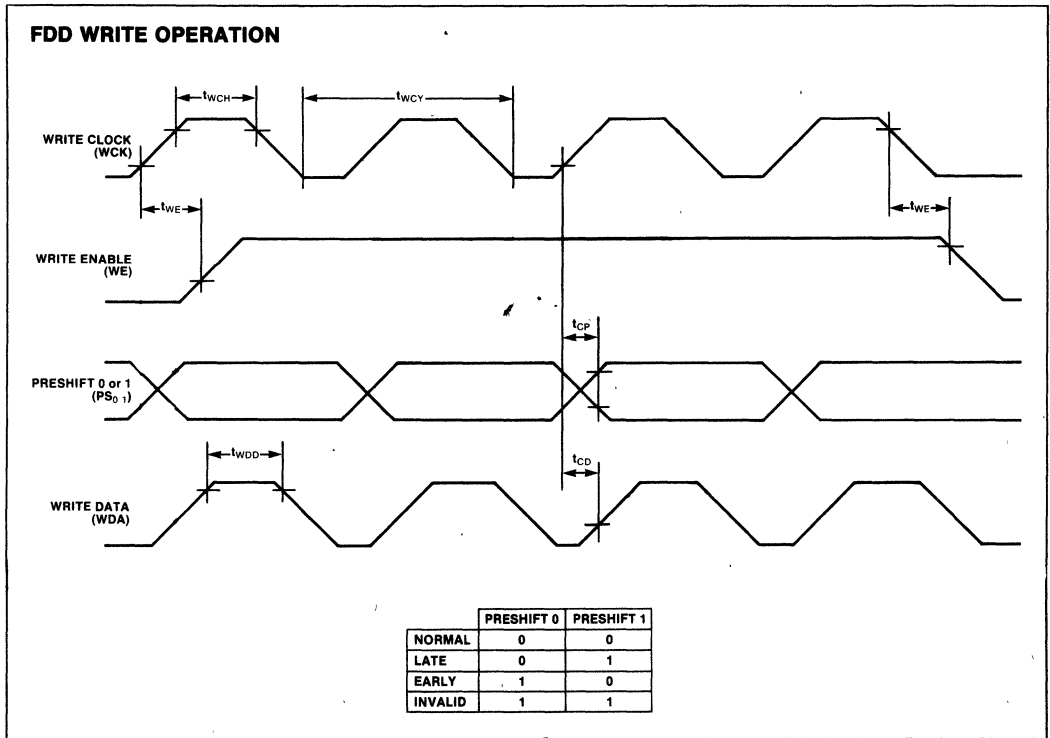 FDD WRITE OPERATION
tWCH
tWCY
WRITE CLOCK
(WCK)
tWE
tWE
WRITE ENABLE
(WE)
tCP
PRESHIFT 0 or 1
(PS0 1)
tWDD
tCD
WRITE DATA
(WDA)
PRESHIFT 0 PRESHIFT 1
NORMAL 0 0
LATE 0 1
EARLY 1 0
INVALID 1 1